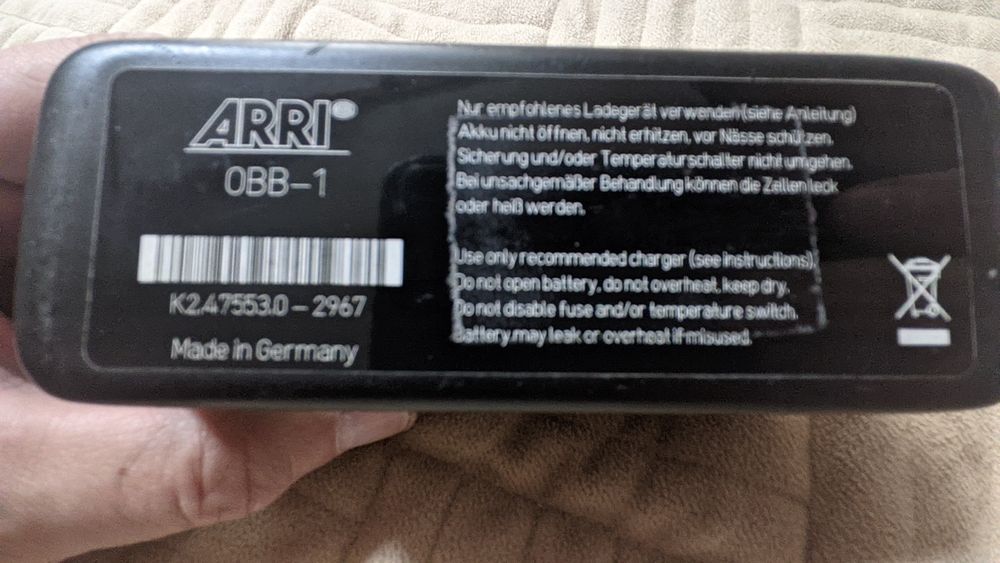 ARRI
OBB-1
K2.47553.0 - 2967
Made in Germany
Nur empfohlenes Ladegerät verwenden (siehe Anleitung)
Akku nicht öffnen, nicht erhitzen, vor Nässe schützen.
Sicherung und/oder Temperaturschalter nicht umgehen.
Bei unsachgemäßer Behandlung können die Zellen leck
oder heiß werden.
Use only recommended charger (see instructions).
Do not open battery, do not overheat, keep dry.
Do not disable fuse and/or temperature switch.
Battery may leak or overheat if misused.